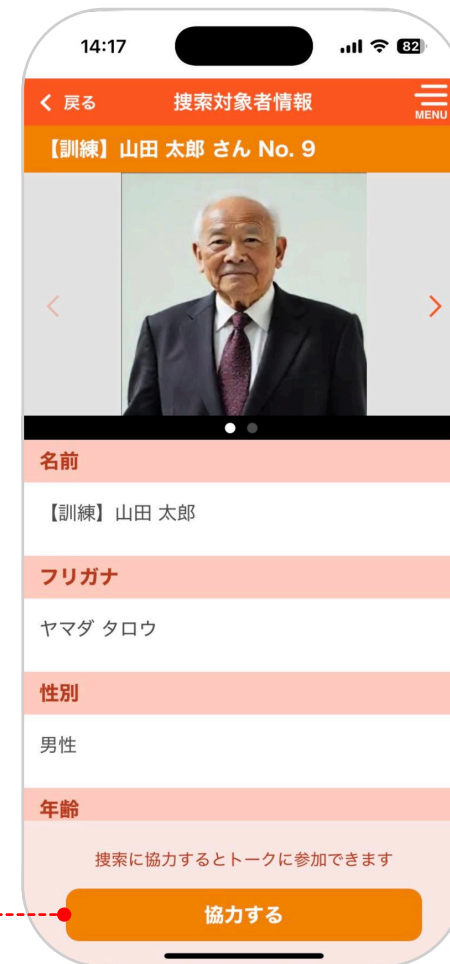 14:17
82
戻る
捜索対象者情報
MENU
【訓練】山田 太郎 さん No. 9
名前
【訓練】山田 太郎
フリガナ
ヤマダ タロウ
性別
男性
年齢
捜索に協力するとトークに参加できます
協力する